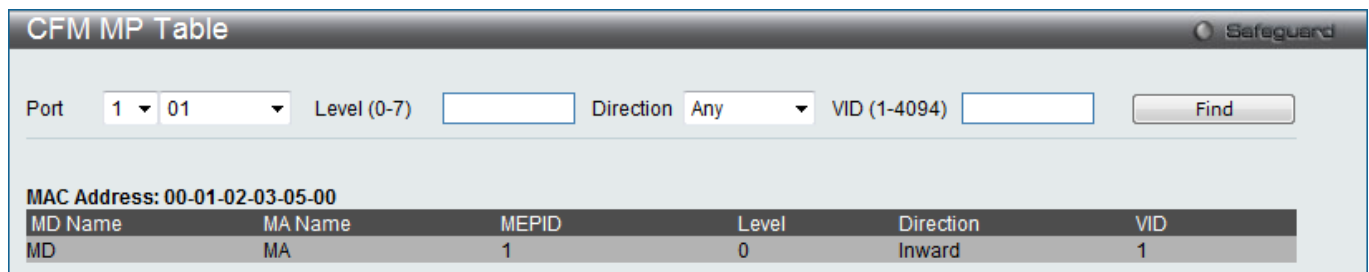 CFM MP Table Safeguard
Port 1 01 Level (0-7) Direction Any VID (1-4094) Find
MAC Address: 00-01-02-03-05-00
MD Name MA Name MEPID Level Direction VID
MD MA 1 0 Inward 1